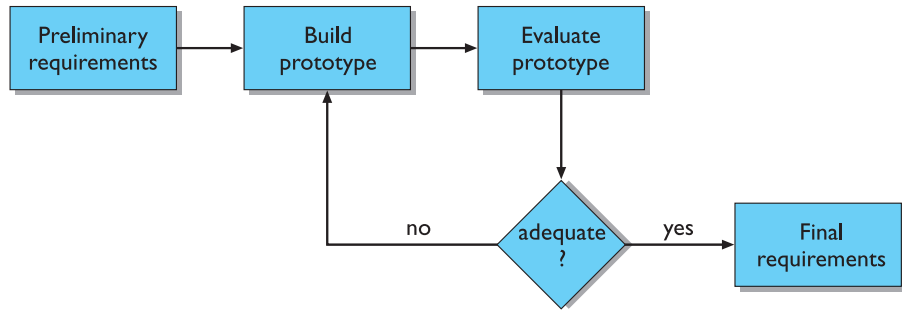 Preliminary
requirements
Build
prototype
Evaluate
prototype
adequate
?
no
yes
Final
requirements